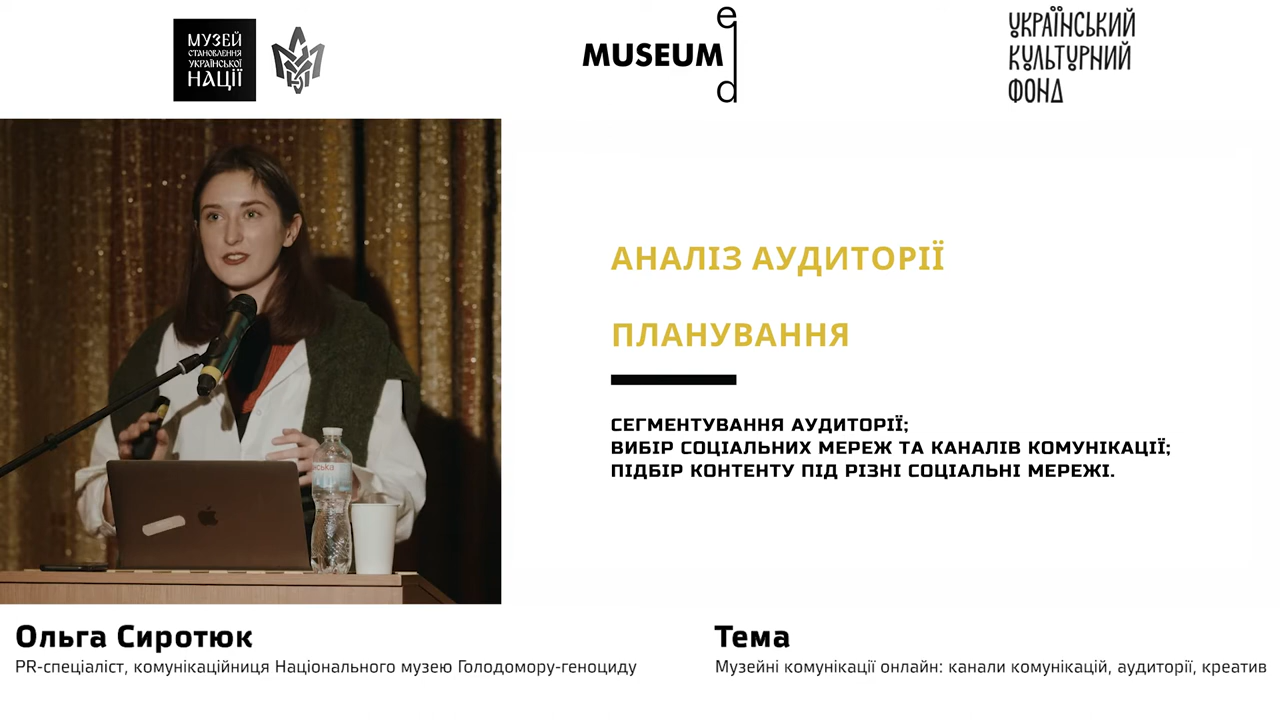 МУЗЕЙ
СТАНОВЛЕННЯ
УКРАЇНСЬКОЇ
НАЦІЇ
MUSEUM
ed
УКРАЇНСЬКИЙ
КУЛЬТУРНИЙ
ФОНД
АНАЛІЗ АУДИТОРІЇ
ПЛАНУВАННЯ
СЕГМЕНТУВАННЯ АУДИТОРІЇ;
ВИБІР СОЦІАЛЬНИХ МЕРЕЖ ТА КАНАЛІВ КОМУНІКАЦІЇ;
ПІДБІР КОНТЕНТУ ПІД РІЗНІ СОЦІАЛЬНІ МЕРЕЖІ.
Ольга Сиротюк
PR-спеціаліст, комунікаційниця Національного музею Голодомору-геноциду
Тема
Музейні комунікації онлайн: канали комунікацій, аудиторії, креатив